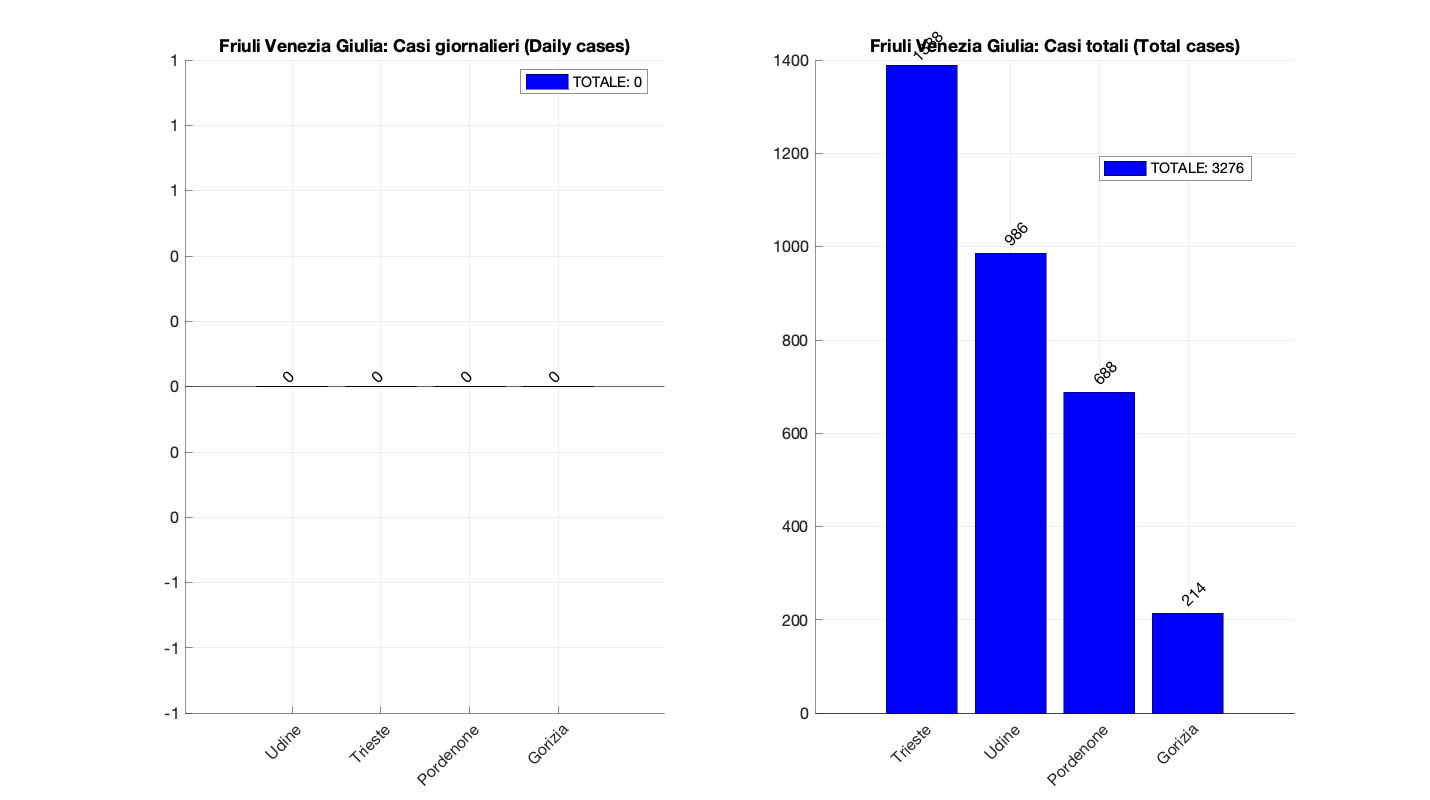 Friuli Venezia Giulia: Casi giornalieri (Daily cases)
1
1
1
0
0
0
0
0
-1
-1
-1
TOTALE: 0
0
0
0
0
Udine
Trieste
Pordenone
Gorizia
Friuli Venezia Giulia: Casi totali (Total cases)
1400
1200
1000
800
600
400
200
0
TOTALE: 3276
1388
986
688
214
Trieste
Udine
Pordenone
Gorizia